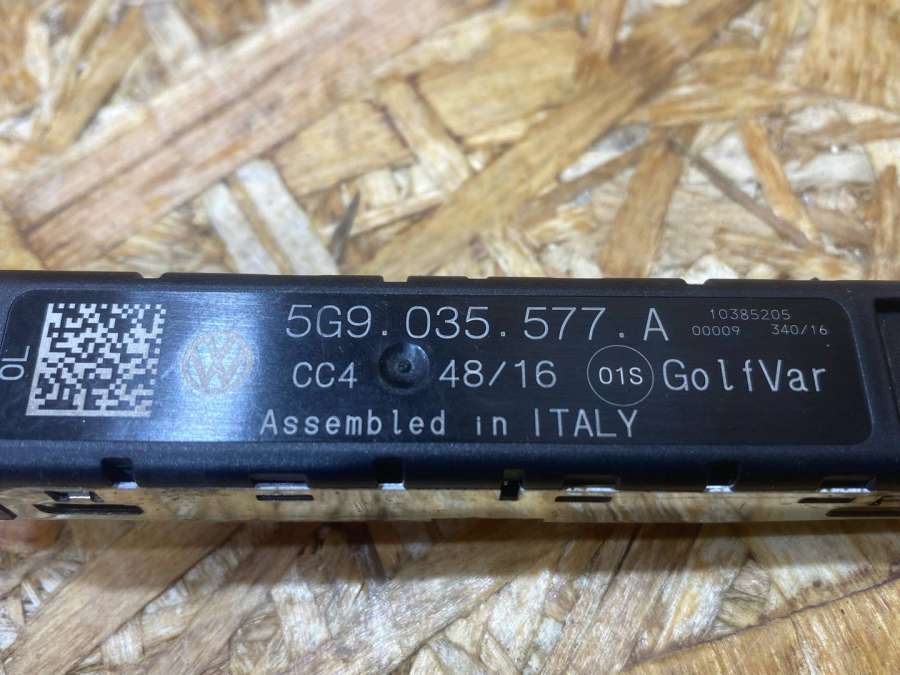 OL
5G9.035.577.A
10385205
00009 340/16
CC4 48/16 01S GolfVar
Assembled in ITALY